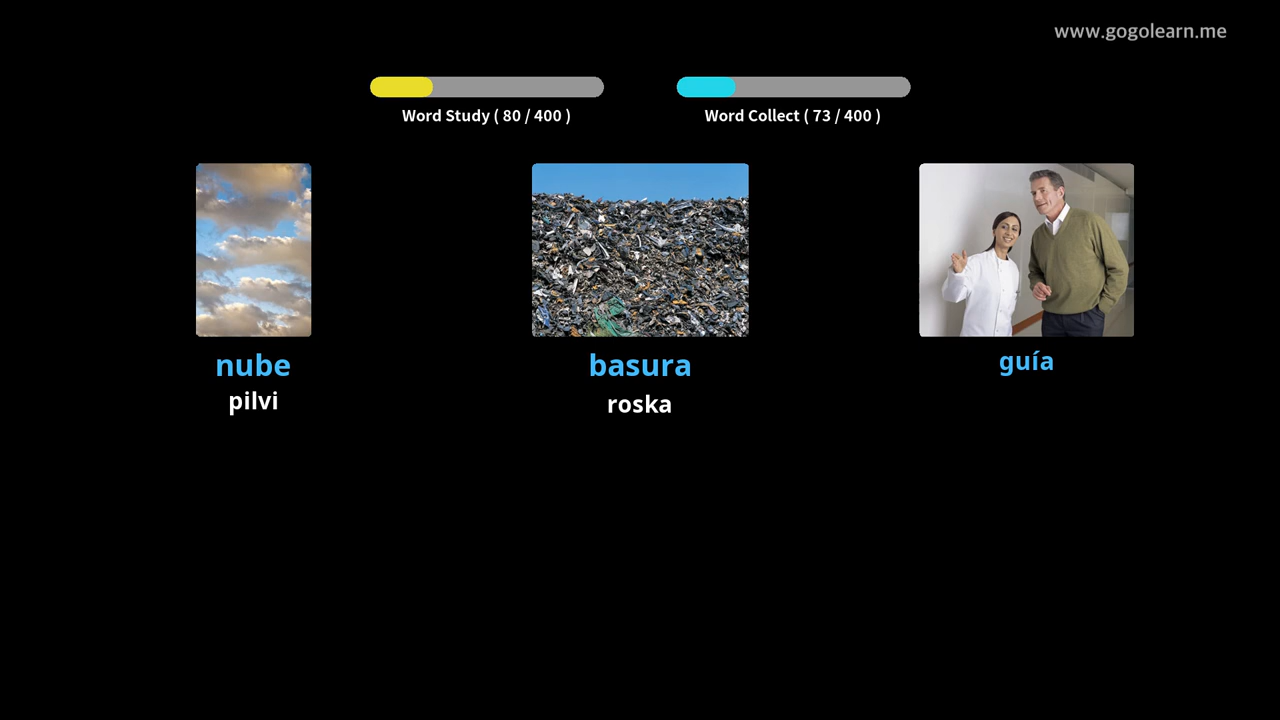 www.gogolearn.me
Word Study ( 80 / 400 )
Word Collect ( 73 / 400 )
nube
pilvi
basura
roska
guía